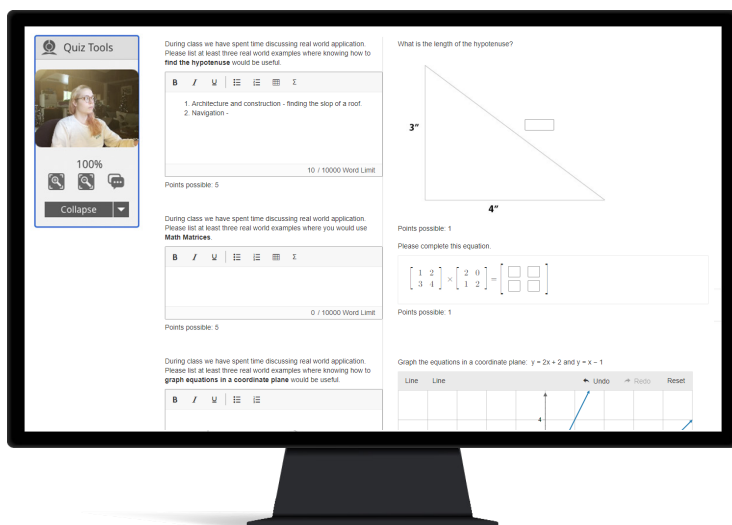 Quiz Tools
100%
Collapse
During class we have spent time discussing real world application.
Please list at least three real world examples where knowing how to
find the hypotenuse would be useful.
B I U Σ
1. Architecture and construction - finding the slop of a roof.
2. Navigation -
10 / 10000 Word Limit
Points possible: 5
During class we have spent time discussing real world application.
Please list at least three real world examples where you would use
Math Matrices.
B I U Σ
0 / 10000 Word Limit
Points possible: 5
During class we have spent time discussing real world application.
Please list at least three real world examples where knowing how to
graph equations in a coordinate plane would be useful.
B I U
What is the length of the hypotenuse?
3"
4"
Points possible: 1
Please complete this equation.
1 2 2 0
× =
3 4 1 2
Points possible: 1
Graph the equations in a coordinate plane: y = 2x + 2 and y = x − 1
Line Line Undo Redo Reset
4